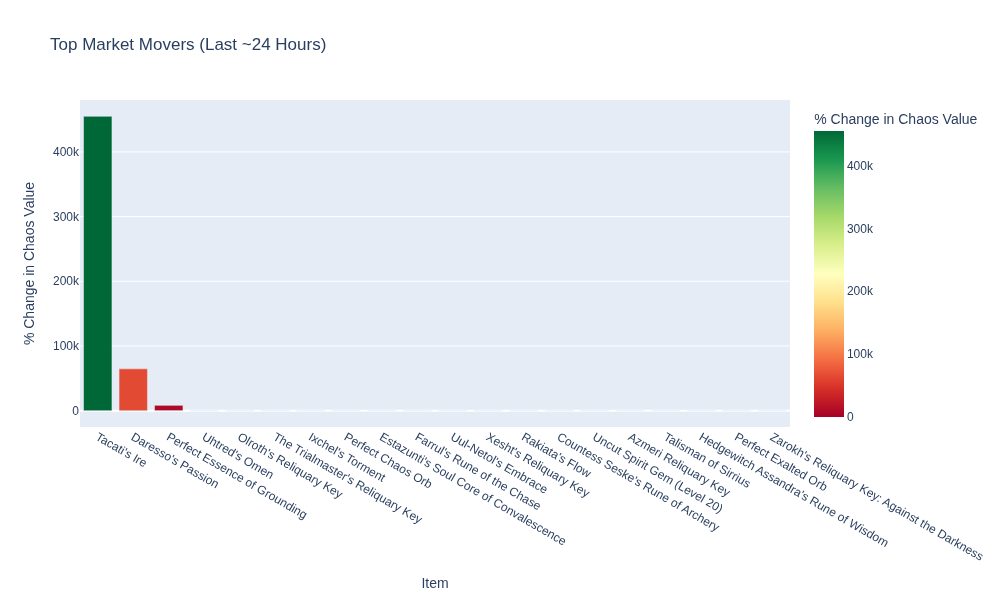 Top Market Movers (Last ~24 Hours)
% Change in Chaos Value
400k
300k
200k
100k
0
% Change in Chaos Value
400k
300k
200k
100k
0
Tacati's Ire
Daresso's Passion
Perfect Essence of Grounding
Uhtred's Omen
Olroth's Reliquary Key
The Trialmaster's Reliquary Key
Ixchel's Torment
Perfect Chaos Orb
Estazunti's Soul Core of Convalescence
Farrul's Rune of the Chase
Uul-Netol's Embrace
Xesht's Reliquary Key
Rakiata's Flow
Countess Seske's Rune of Archery
Uncut Spirit Gem (Level 20)
Azmeri Reliquary Key
Talisman of Sirrius
Hedgewitch Assandra's Rune of Wisdom
Perfect Exalted Orb
Zarokh's Reliquary Key: Against the Darkness
Item